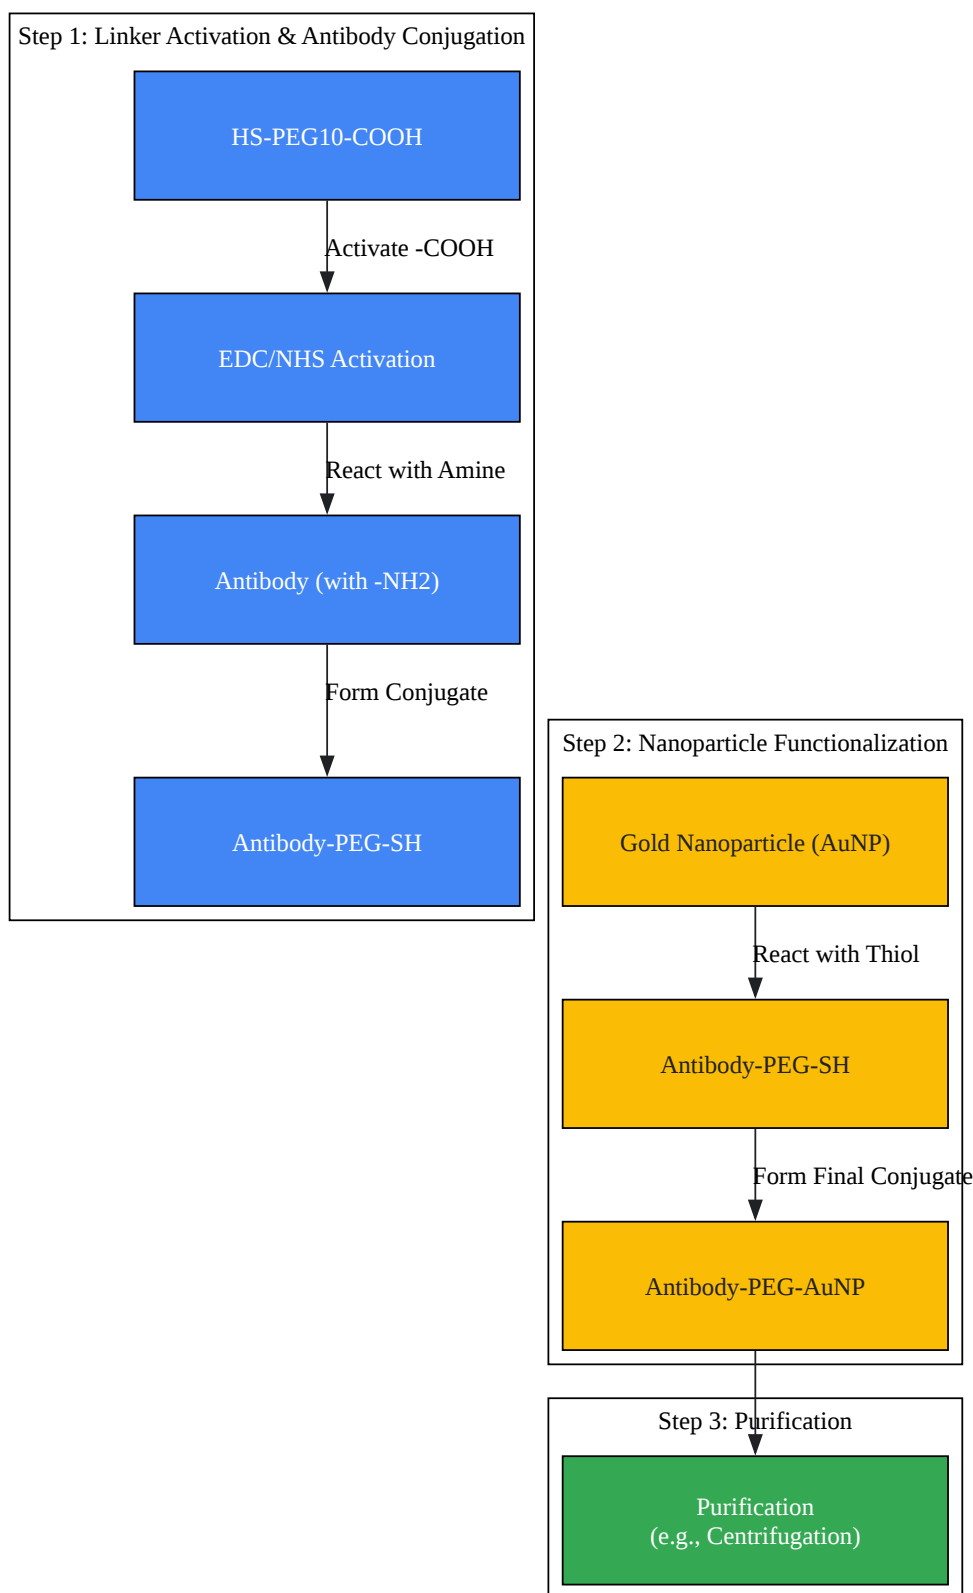 Step 1: Linker Activation & Antibody Conjugation
HS-PEG10-COOH
Activate -COOH
EDC/NHS Activation
React with Amine
Antibody (with -NH2)
Form Conjugate
Antibody-PEG-SH
Step 2: Nanoparticle Functionalization
Gold Nanoparticle (AuNP)
React with Thiol
Antibody-PEG-SH
Form Final Conjugate
Antibody-PEG-AuNP
Step 3: Purification
Purification
(e.g., Centrifugation)